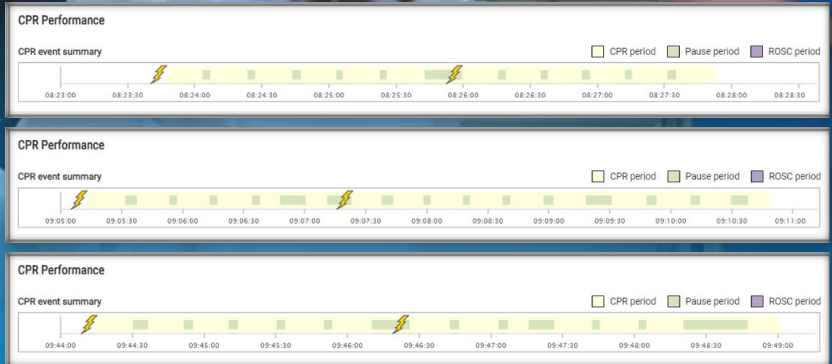 CPR Performance
CPR event summary CPR period Pause period ROSC period
08:23:00 08:23:30 08:24:00 08:24:30 08:25:00 08:25:30 08:26:00 08:26:30 08:27:00 08:27:30 08:28:00 08:28:30
CPR Performance
CPR event summary CPR period Pause period ROSC period
09:05:00 09:05:30 09:06:00 09:06:30 09:07:00 09:07:30 09:08:00 09:08:30 09:09:00 09:09:30 09:10:00 09:10:30 09:11:00
CPR Performance
CPR event summary CPR period Pause period ROSC period
09:44:00 09:44:30 09:45:00 09:45:30 09:46:00 09:46:30 09:47:00 09:47:30 09:48:00 09:48:30 09:49:00